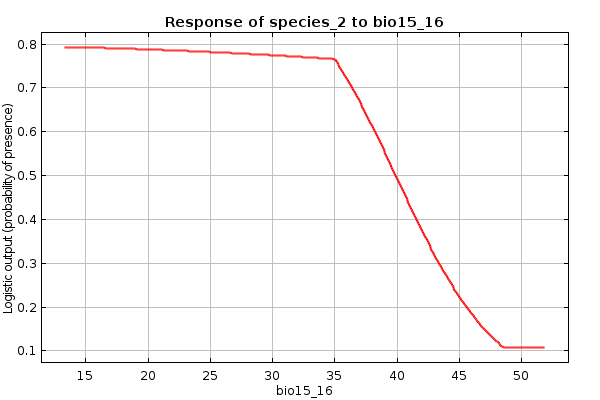 Response of species_2 to bio15_16
Logistic output (probability of presence)
0.8
0.7
0.6
0.5
0.4
0.3
0.2
0.1
15 20 25 30 35 40 45 50
bio15_16